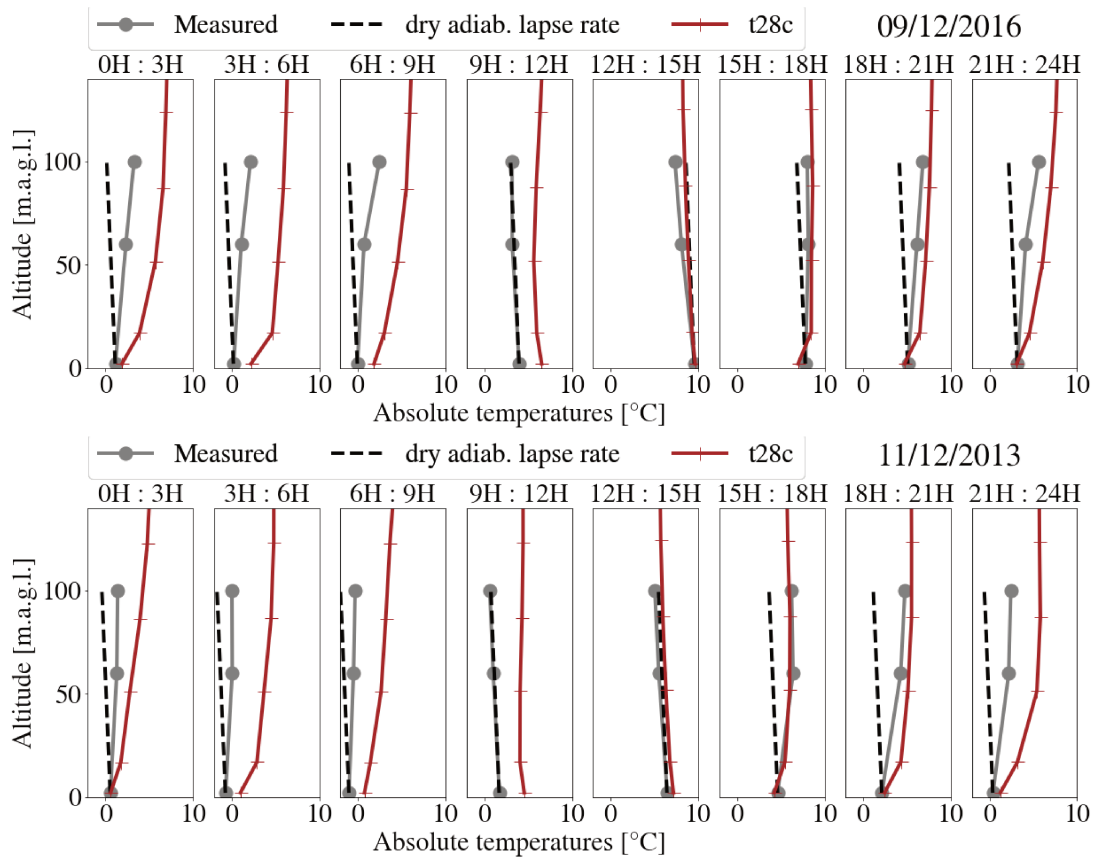 Measured dry adiab. lapse rate t28c 09/12/2016
0H : 3H 3H : 6H 6H : 9H 9H : 12H 12H : 15H 15H : 18H 18H : 21H 21H : 24H
100
50
0
Altitude [m.a.g.l.]
0 10 0 10 0 10 0 10 0 10 0 10 0 10 0 10
Absolute temperatures [°C]
Measured dry adiab. lapse rate t28c 11/12/2013
0H : 3H 3H : 6H 6H : 9H 9H : 12H 12H : 15H 15H : 18H 18H : 21H 21H : 24H
100
50
0
Altitude [m.a.g.l.]
0 10 0 10 0 10 0 10 0 10 0 10 0 10 0 10
Absolute temperatures [°C]